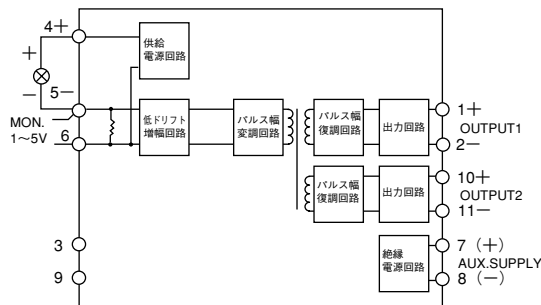 4+
供給
電源回路
+
−
5−
MON.
1〜5V
6
低ドリフト
増幅回路
パルス幅
変調回路
パルス幅
復調回路
出力回路
1+
OUTPUT1
2−
パルス幅
復調回路
出力回路
10+
OUTPUT2
11−
3
9
絶縁
電源回路
7（+）
AUX.SUPPLY
8（−）